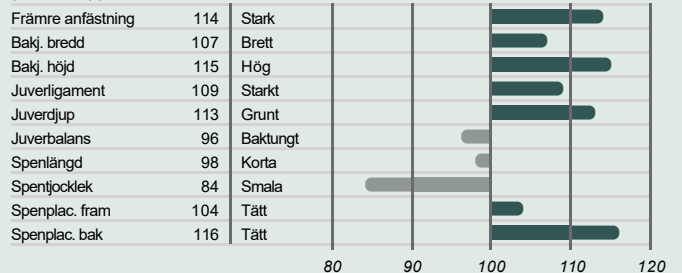 Främre anfästning 114 Stark
Bakj. bredd 107 Brett
Bakj. höjd 115 Hög
Juverligament 109 Starkt
Juverdjup 113 Grunt
Juverbalans 96 Baktungt
Spenlängd 98 Korta
Spentjocklek 84 Smala
Spenplac. fram 104 Tätt
Spenplac. bak 116 Tätt
80 90 100 110 120